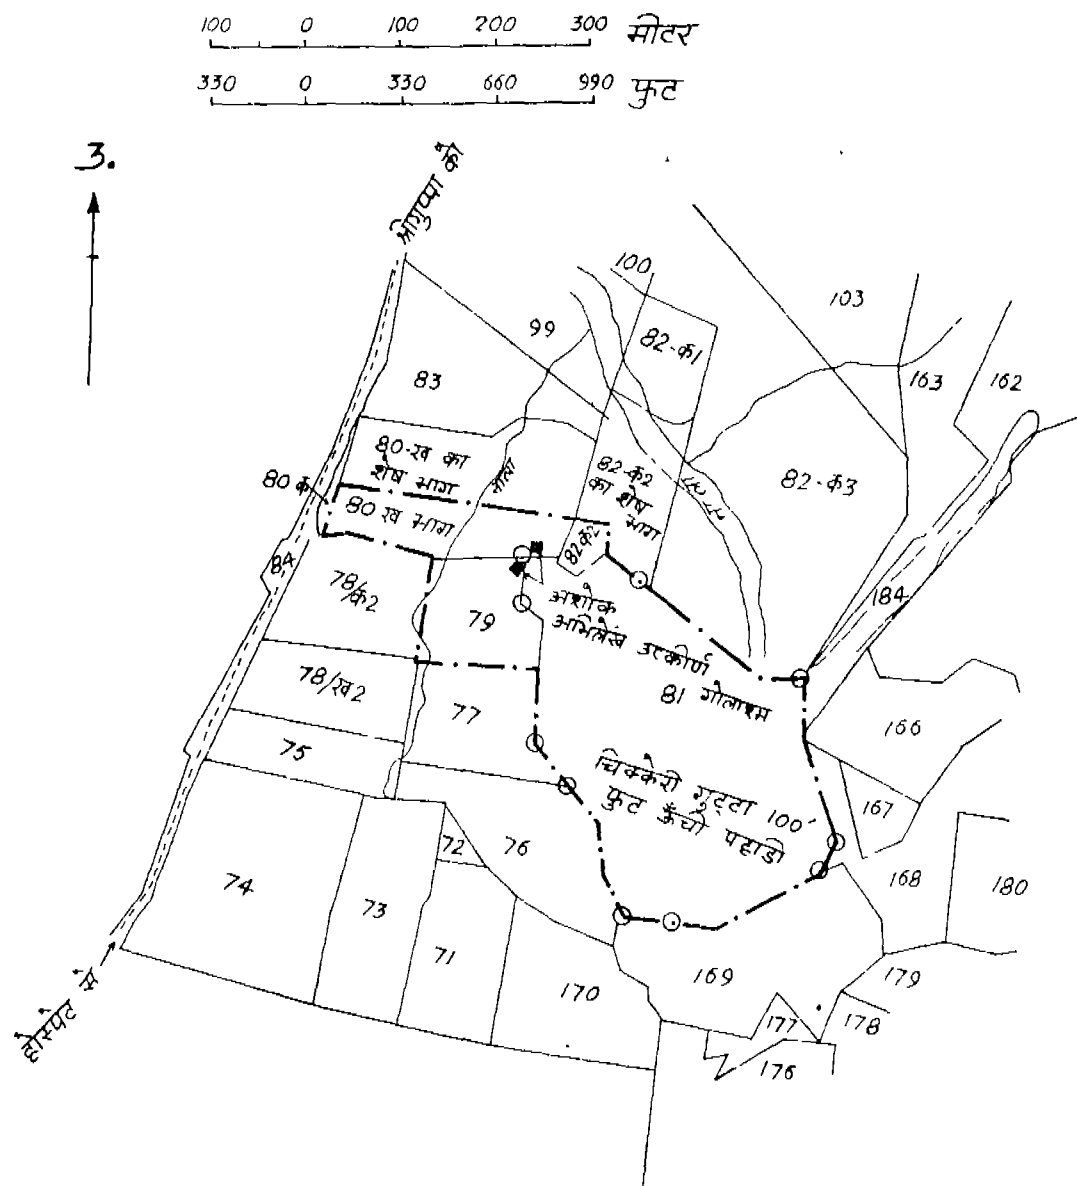 100 0 100 200 300 मीटर
330 0 330 660 990 फुट
3.
को
100
103
99
82-क1
83
163
162
80-ख का
शेष भाग
82-क2
का शेष
भाग
82-क3
80 क
80 ख भाग
नाला
82क2
84
78/क2
184
79
अशोक
अभिलेख उत्कीर्ण
81 गोलाश्म
78/ख2
77
166
75
चिक्केरी गुट्टा 100
फुट ऊँची पहाडी
167
72
76
168
74
180
73
71
169
179
170
177
178
176
होस्पेट से